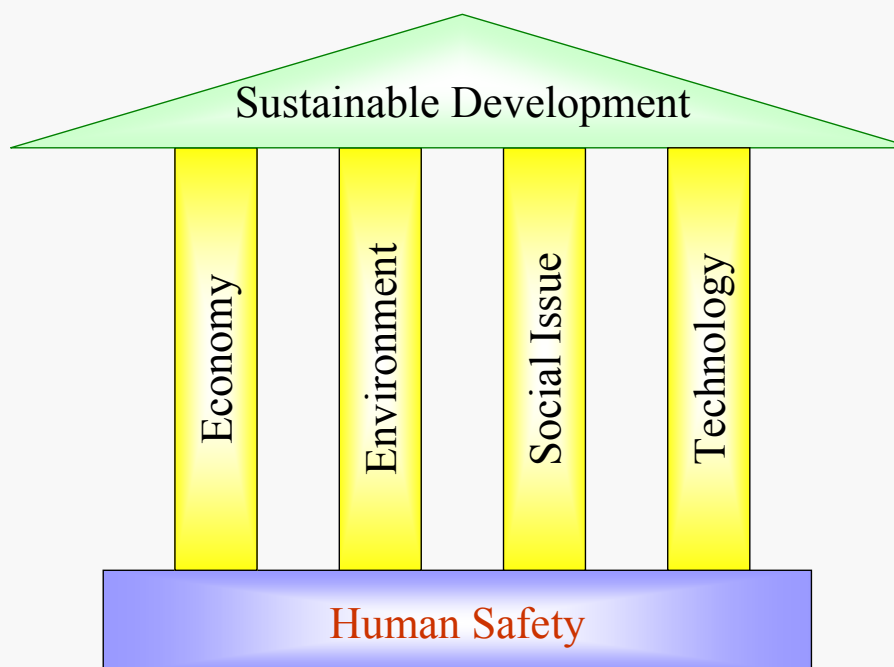 Sustainable Development
Economy
Environment
Social Issue
Technology
Human Safety